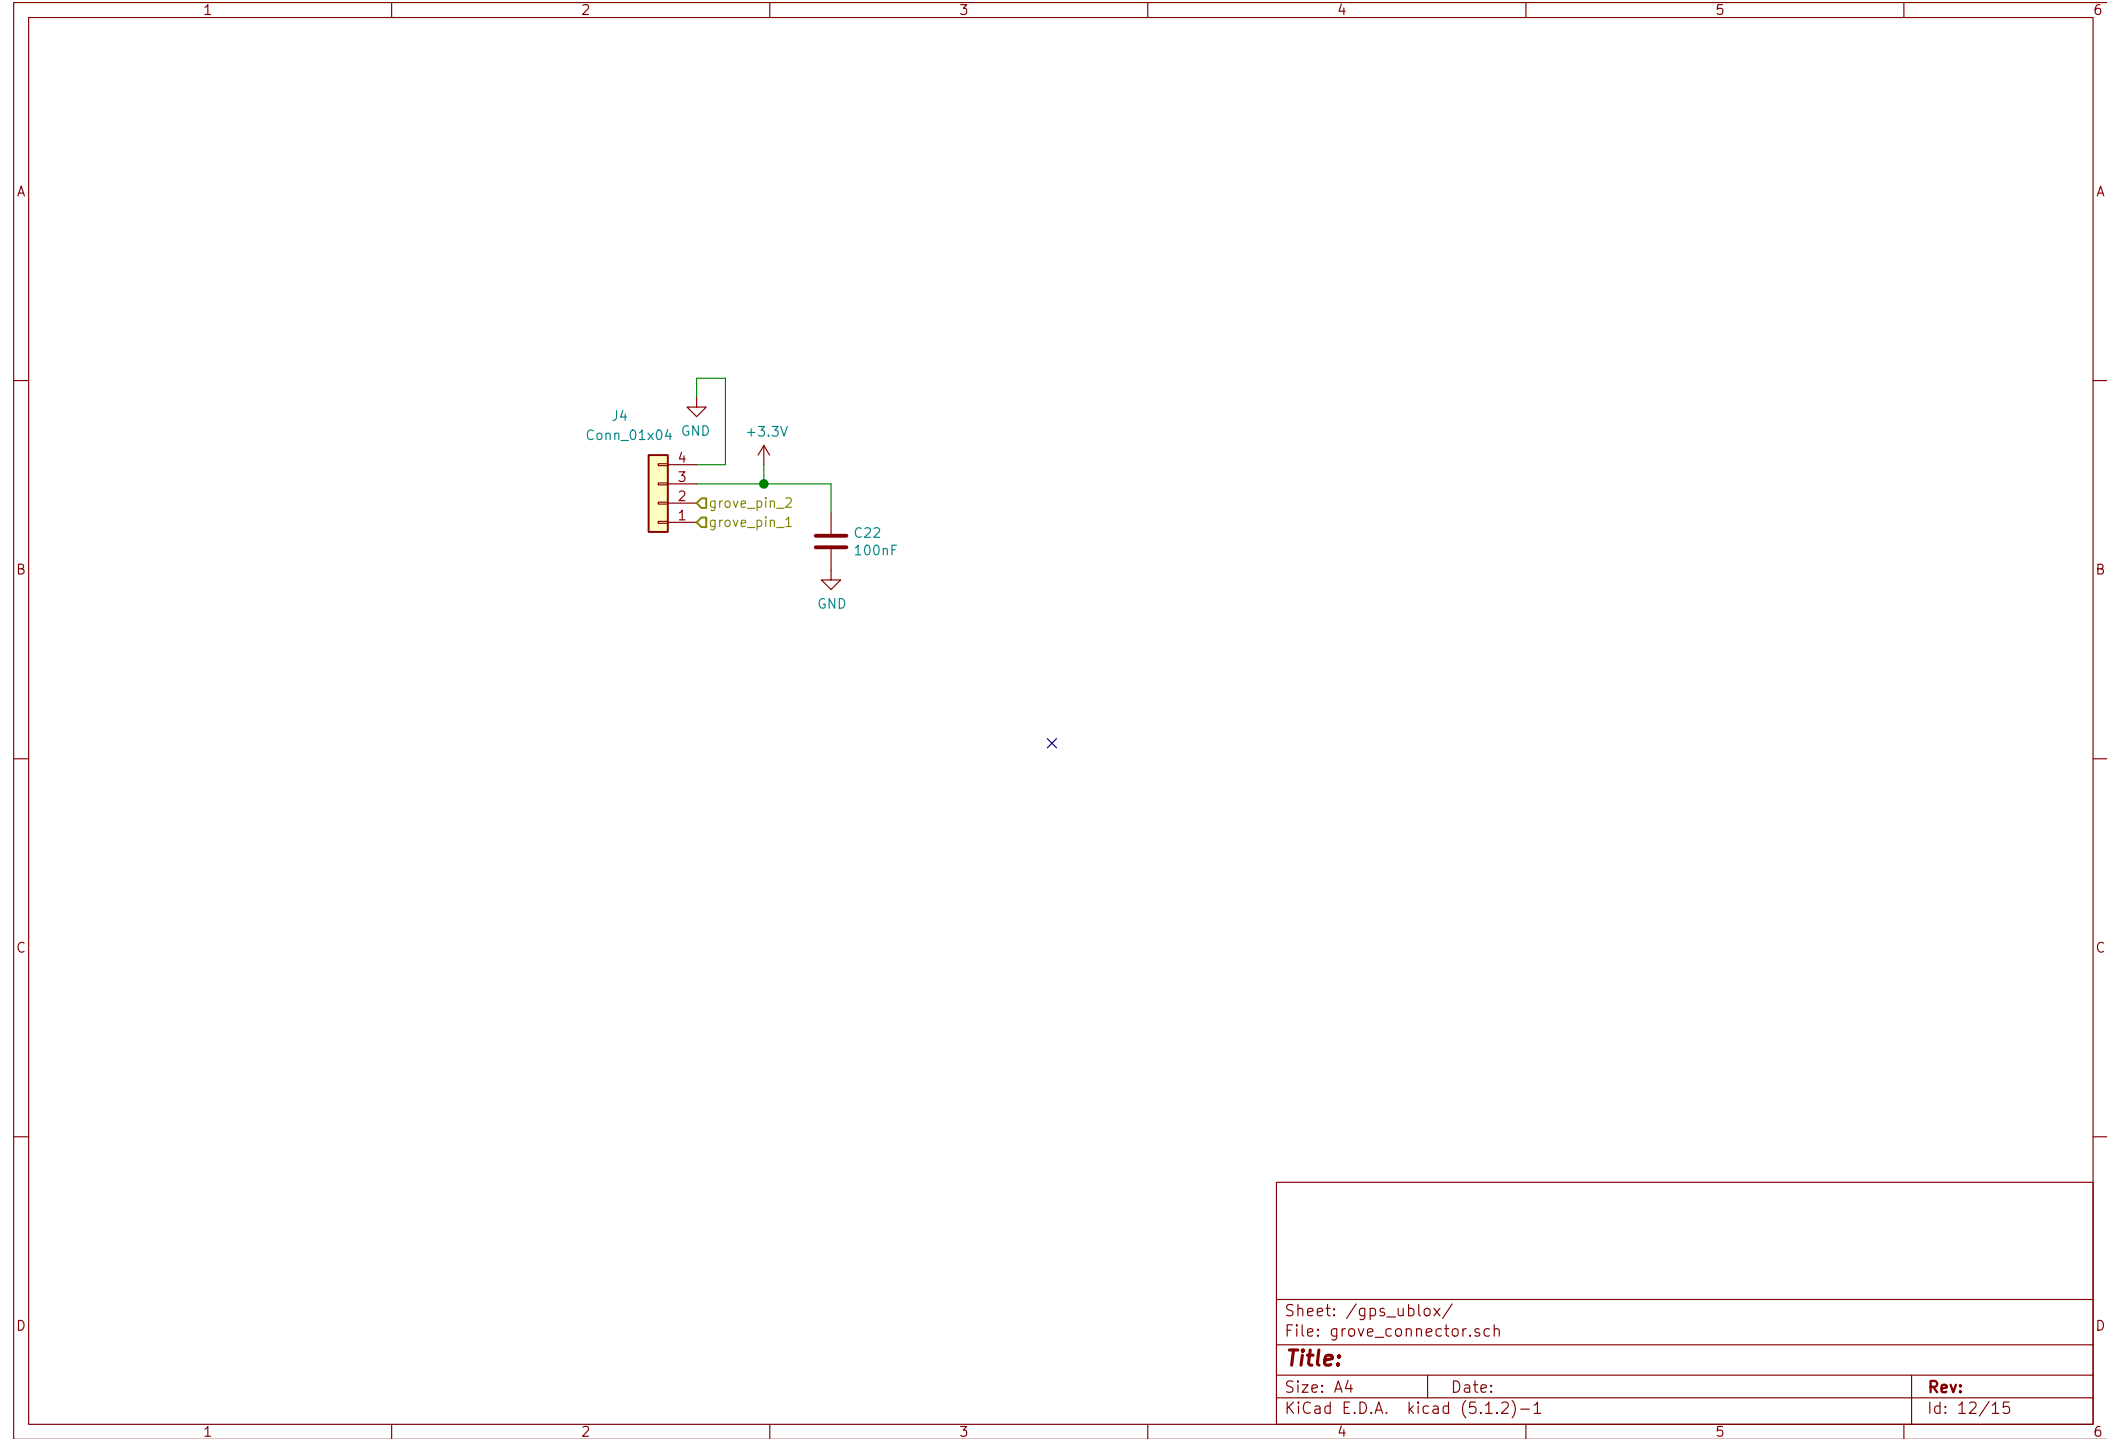 1 2 3 4 5 6
A A
J4
Conn_01x04
GND
+3.3V
4
3
2 grove_pin_2
1 grove_pin_1
C22
100nF
GND
B B
C C
Sheet: /gps_ublox/
File: grove_connector.sch
D D
Title:
Size: A4 Date: Rev:
KiCad E.D.A. kicad (5.1.2)-1 Id: 12/15
1 2 3 4 5 6